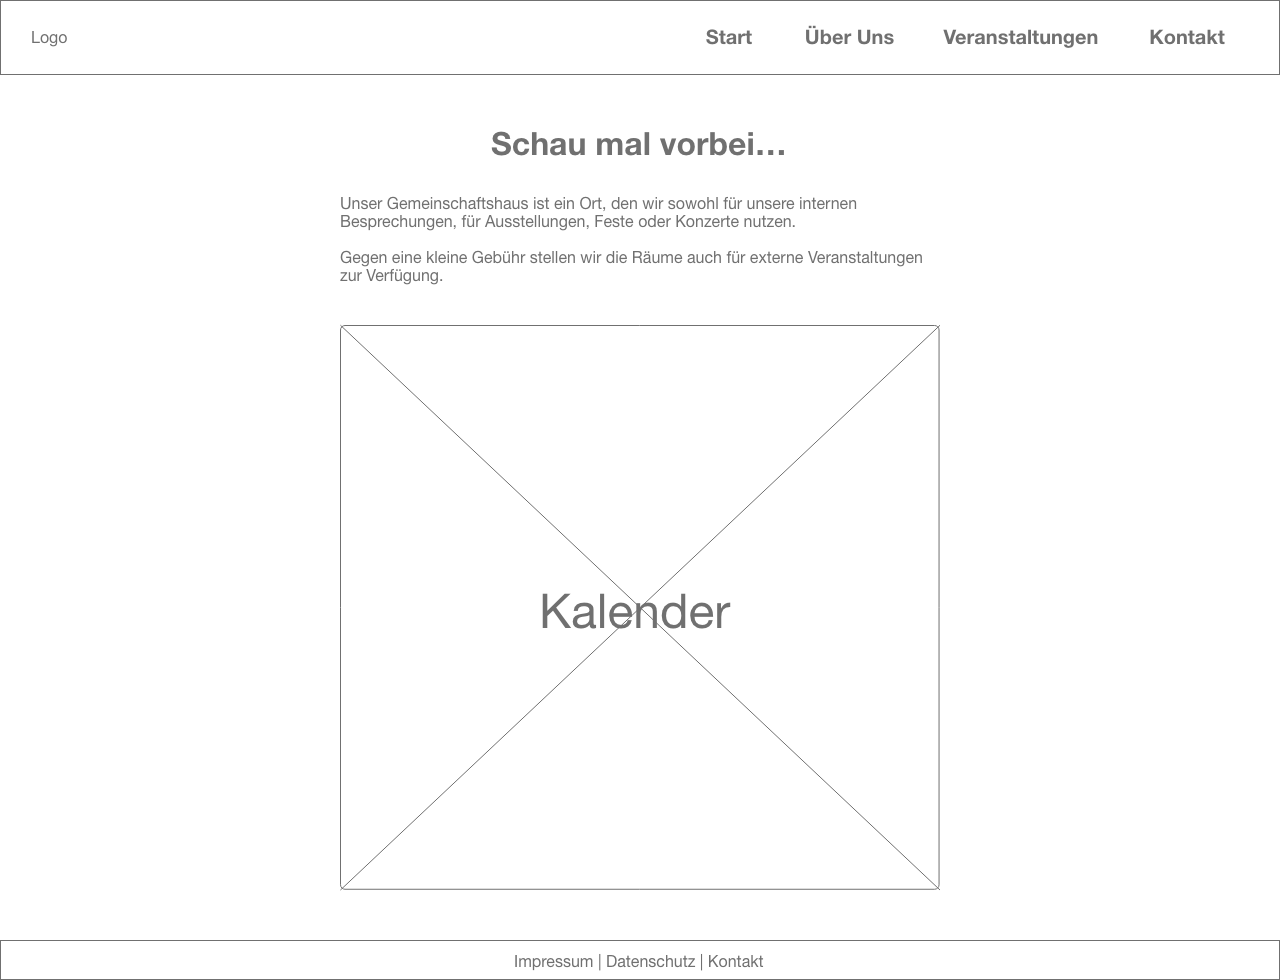 Logo
Start Über Uns Veranstaltungen Kontakt
Schau mal vorbei…
Unser Gemeinschaftshaus ist ein Ort, den wir sowohl für unsere internen
Besprechungen, für Ausstellungen, Feste oder Konzerte nutzen.
Gegen eine kleine Gebühr stellen wir die Räume auch für externe Veranstaltungen
zur Verfügung.
Kalender
Impressum | Datenschutz | Kontakt